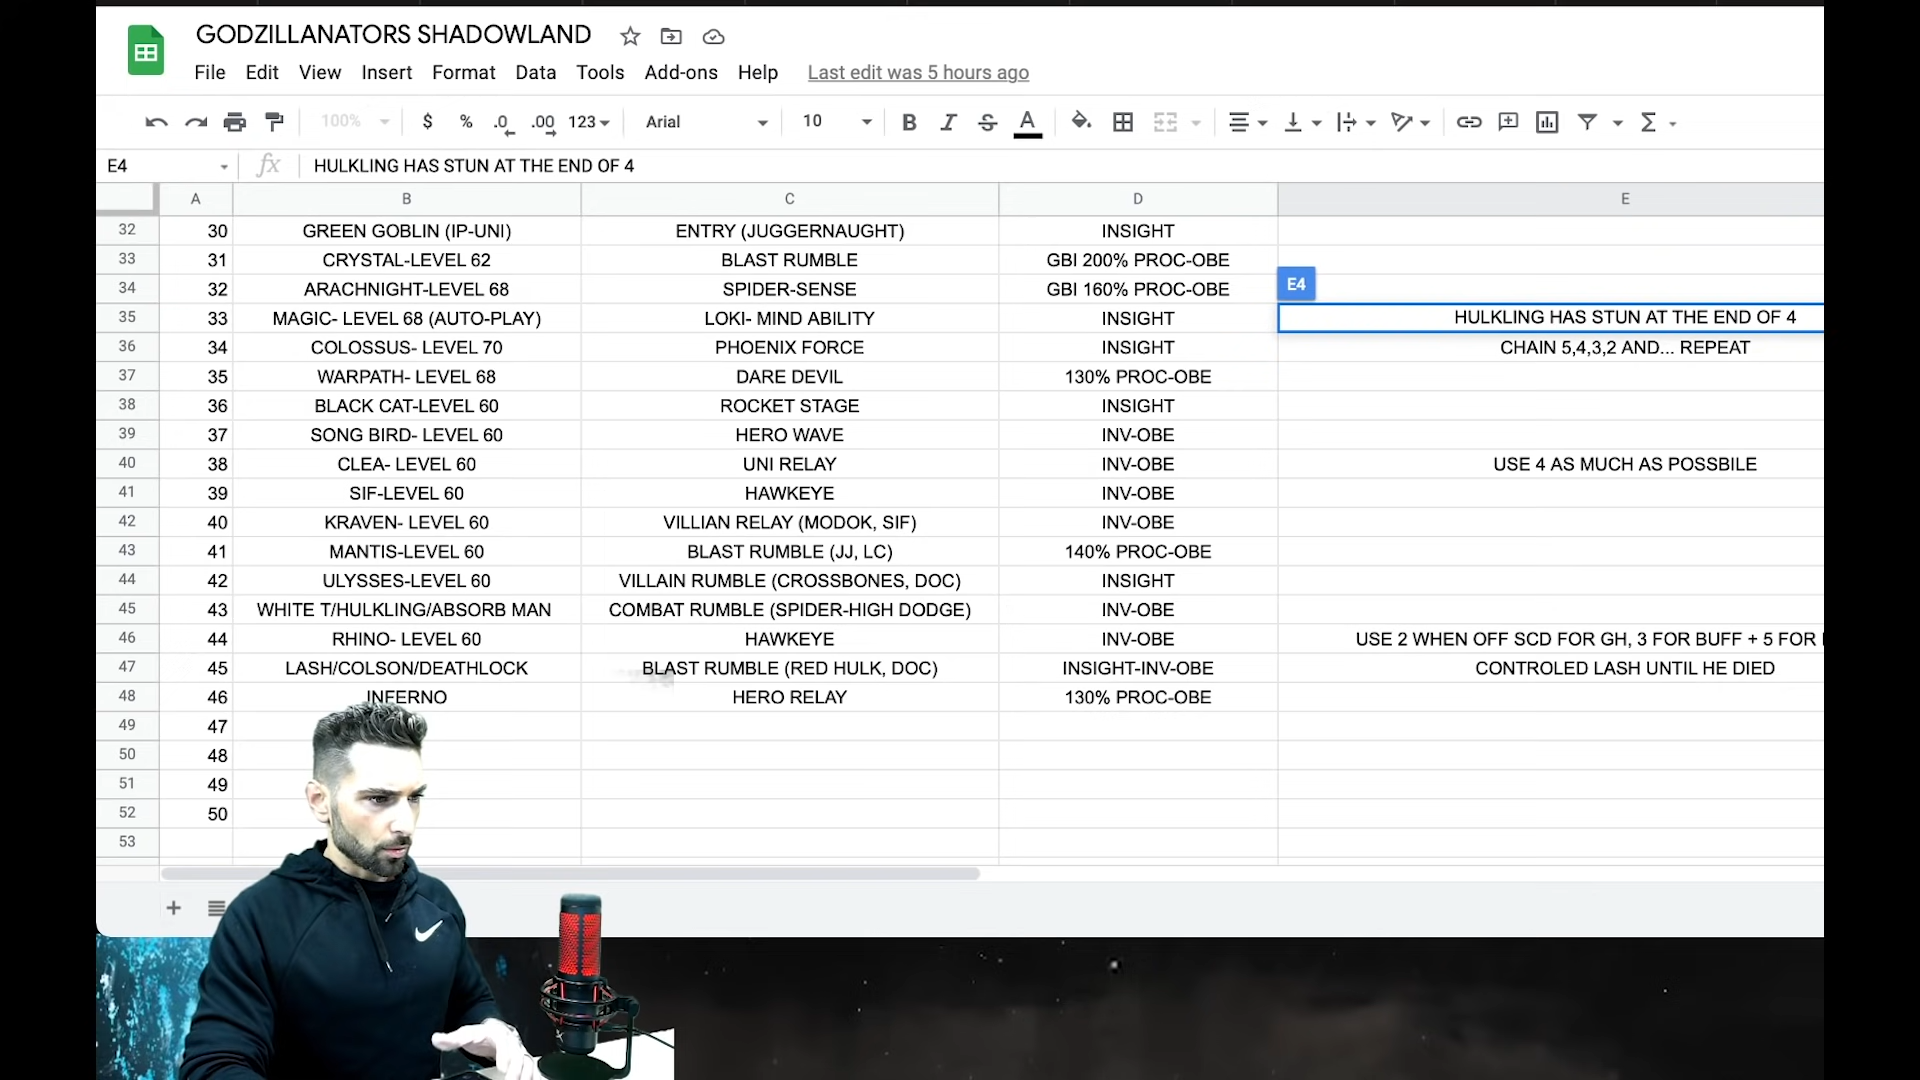 GODZILLANATORS SHADOWLAND
File Edit View Insert Format Data Tools Add-ons Help Last edit was 5 hours ago
100% $ % .0 .00 123 Arial 10 B I S A
E4 fx HULKLING HAS STUN AT THE END OF 4
A B C D E
32 30 GREEN GOBLIN (IP-UNI) ENTRY (JUGGERNAUGHT) INSIGHT
33 31 CRYSTAL-LEVEL 62 BLAST RUMBLE GBI 200% PROC-OBE
34 32 ARACHNIGHT-LEVEL 68 SPIDER-SENSE GBI 160% PROC-OBE E4
35 33 MAGIC- LEVEL 68 (AUTO-PLAY) LOKI- MIND ABILITY INSIGHT HULKLING HAS STUN AT THE END OF 4
36 34 COLOSSUS- LEVEL 70 PHOENIX FORCE INSIGHT CHAIN 5,4,3,2 AND... REPEAT
37 35 WARPATH- LEVEL 68 DARE DEVIL 130% PROC-OBE
38 36 BLACK CAT-LEVEL 60 ROCKET STAGE INSIGHT
39 37 SONG BIRD- LEVEL 60 HERO WAVE INV-OBE
40 38 CLEA- LEVEL 60 UNI RELAY INV-OBE USE 4 AS MUCH AS POSSBILE
41 39 SIF-LEVEL 60 HAWKEYE INV-OBE
42 40 KRAVEN- LEVEL 60 VILLIAN RELAY (MODOK, SIF) INV-OBE
43 41 MANTIS-LEVEL 60 BLAST RUMBLE (JJ, LC) 140% PROC-OBE
44 42 ULYSSES-LEVEL 60 VILLAIN RUMBLE (CROSSBONES, DOC) INSIGHT
45 43 WHITE T/HULKLING/ABSORB MAN COMBAT RUMBLE (SPIDER-HIGH DODGE) INV-OBE
46 44 RHINO- LEVEL 60 HAWKEYE INV-OBE USE 2 WHEN OFF SCD FOR GH, 3 FOR BUFF + 5 FOR
47 45 LASH/COLSON/DEATHLOCK BLAST RUMBLE (RED HULK, DOC) INSIGHT-INV-OBE CONTROLED LASH UNTIL HE DIED
48 46 INFERNO HERO RELAY 130% PROC-OBE
49 47
50 48
51 49
52 50
53